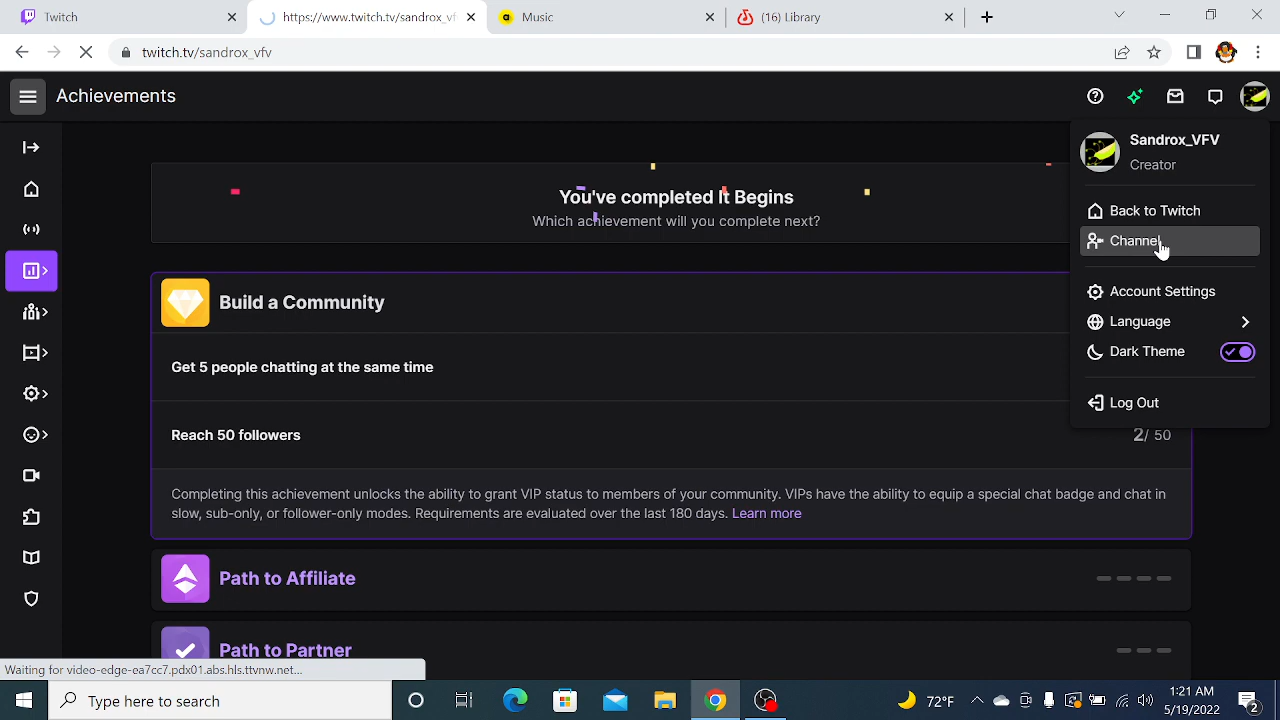 Twitch
https://www.twitch.tv/sandrox_vf
Music
(16) Library
twitch.tv/sandrox_vfv
Achievements
Sandrox_VFV
Creator
You've completed It Begins
Which achievement will you complete next?
Back to Twitch
Channel
Build a Community
Account Settings
Language
Dark Theme
Get 5 people chatting at the same time
Log Out
Reach 50 followers
2/ 50
Completing this achievement unlocks the ability to grant VIP status to members of your community. VIPs have the ability to equip a special chat badge and chat in
slow, sub-only, or follower-only modes. Requirements are evaluated over the last 180 days. Learn more
Path to Affiliate
Path to Partner
Waiting for video-edge-ea7cc7.pdx01.abs.hls.ttvnw.net...
Type here to search
72°F
1:21 AM
5/19/2022
2